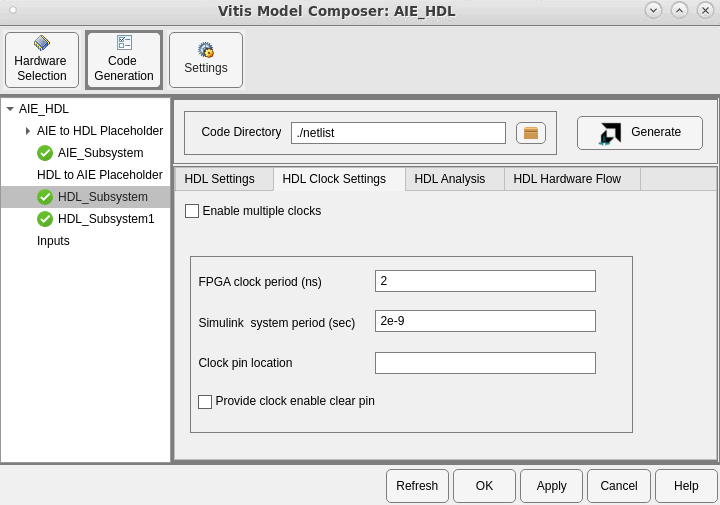 Vitis Model Composer: AIE_HDL
Hardware
Selection
Code
Generation
Settings
AIE_HDL
AIE to HDL Placeholder
AIE_Subsystem
HDL to AIE Placeholder
HDL_Subsystem
HDL_Subsystem1
Inputs
Code Directory ./netlist
Generate
HDL Settings HDL Clock Settings HDL Analysis HDL Hardware Flow
Enable multiple clocks
FPGA clock period (ns) 2
Simulink system period (sec) 2e-9
Clock pin location
Provide clock enable clear pin
Refresh OK Apply Cancel Help